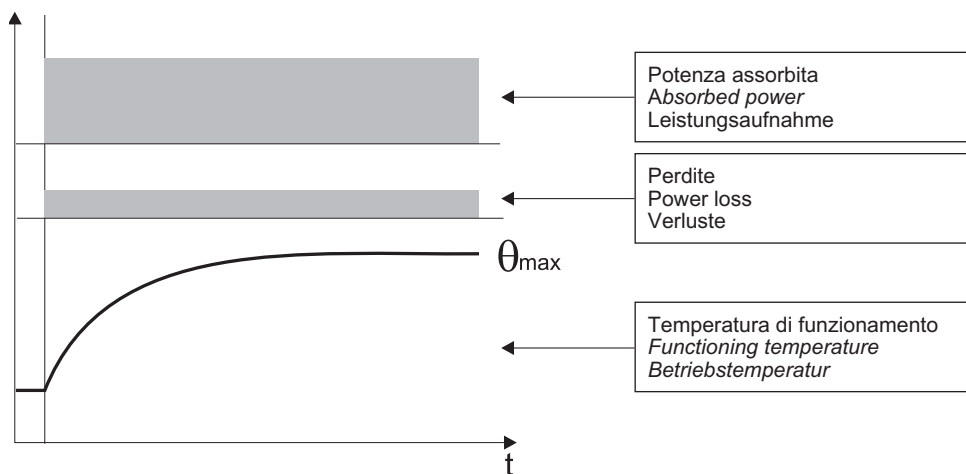 Potenza assorbita
Absorbed power
Leistungsaufnahme
Perdite
Power loss
Verluste
θmax
Temperatura di funzionamento
Functioning temperature
Betriebstemperatur
t